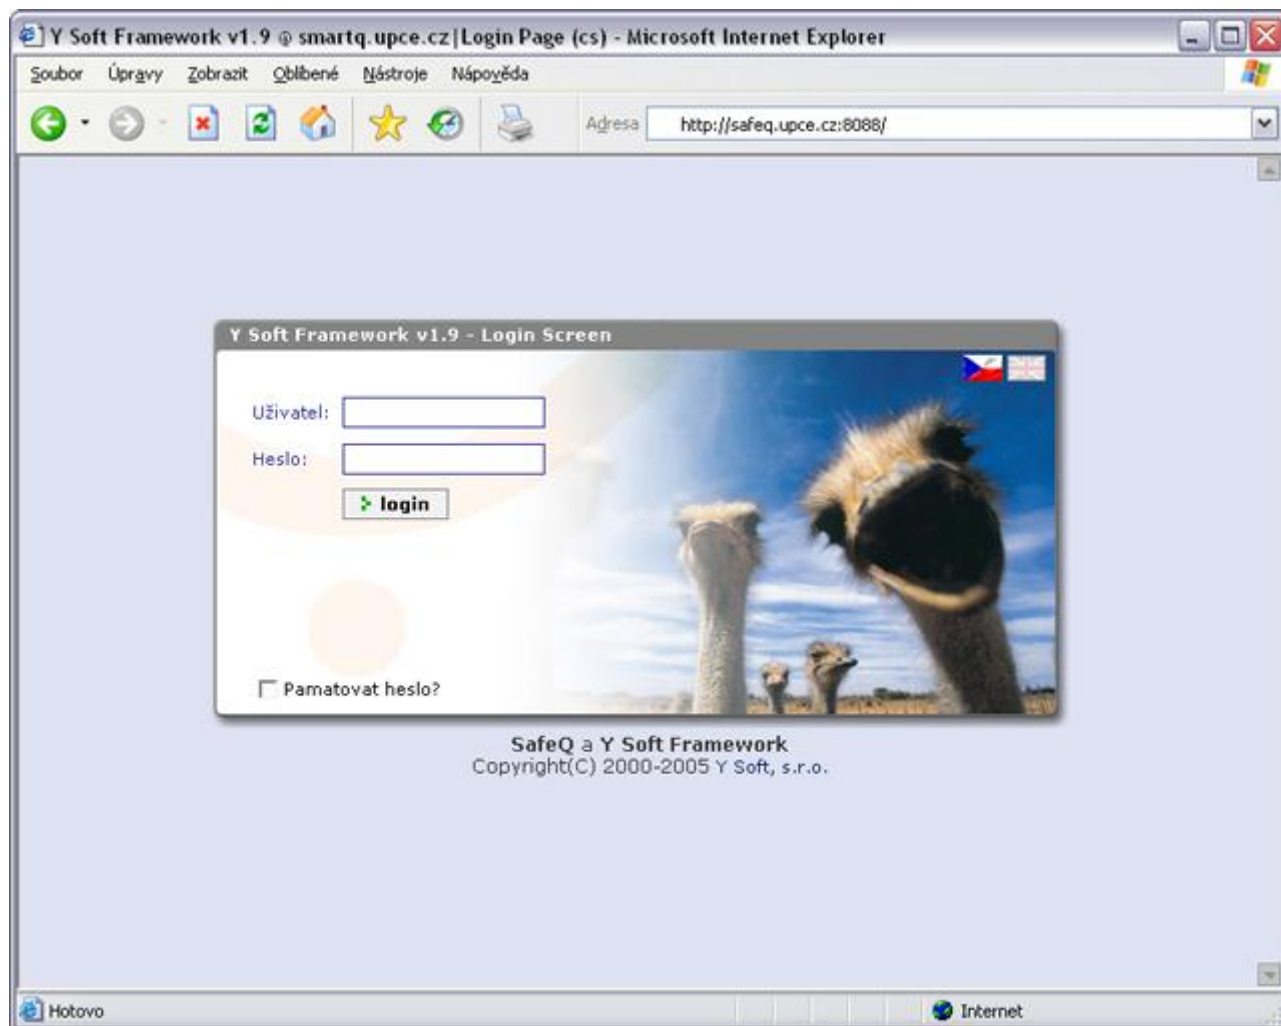 Y Soft Framework v1.9 @ smartq.upce.cz|Login Page (cs) - Microsoft Internet Explorer
Soubor Úpravy Zobrazit Oblíbené Nástroje Nápověda
Adresa http://safeq.upce.cz:8088/
Y Soft Framework v1.9 - Login Screen
Uživatel:
Heslo:
login
Pamatovat heslo?
SafeQ a Y Soft Framework
Copyright(C) 2000-2005 Y Soft, s.r.o.
Hotovo Internet